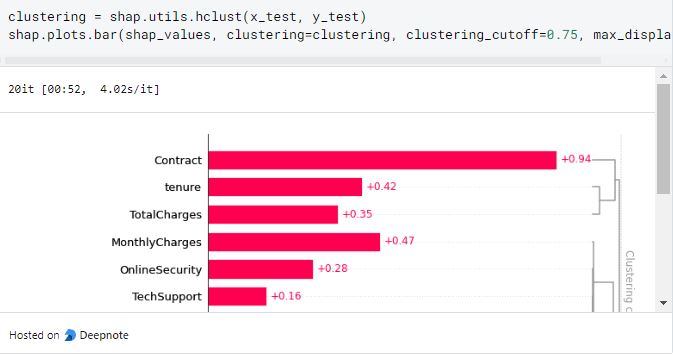 clustering = shap.utils.hclust(x_test, y_test)
shap.plots.bar(shap_values, clustering=clustering, clustering_cutoff=0.75, max_displa
20it [00:52,  4.02s/it]
Contract +0.94
tenure +0.42
TotalCharges +0.35
MonthlyCharges +0.47
OnlineSecurity +0.28
TechSupport +0.16
Clustering c
Hosted on Deepnote